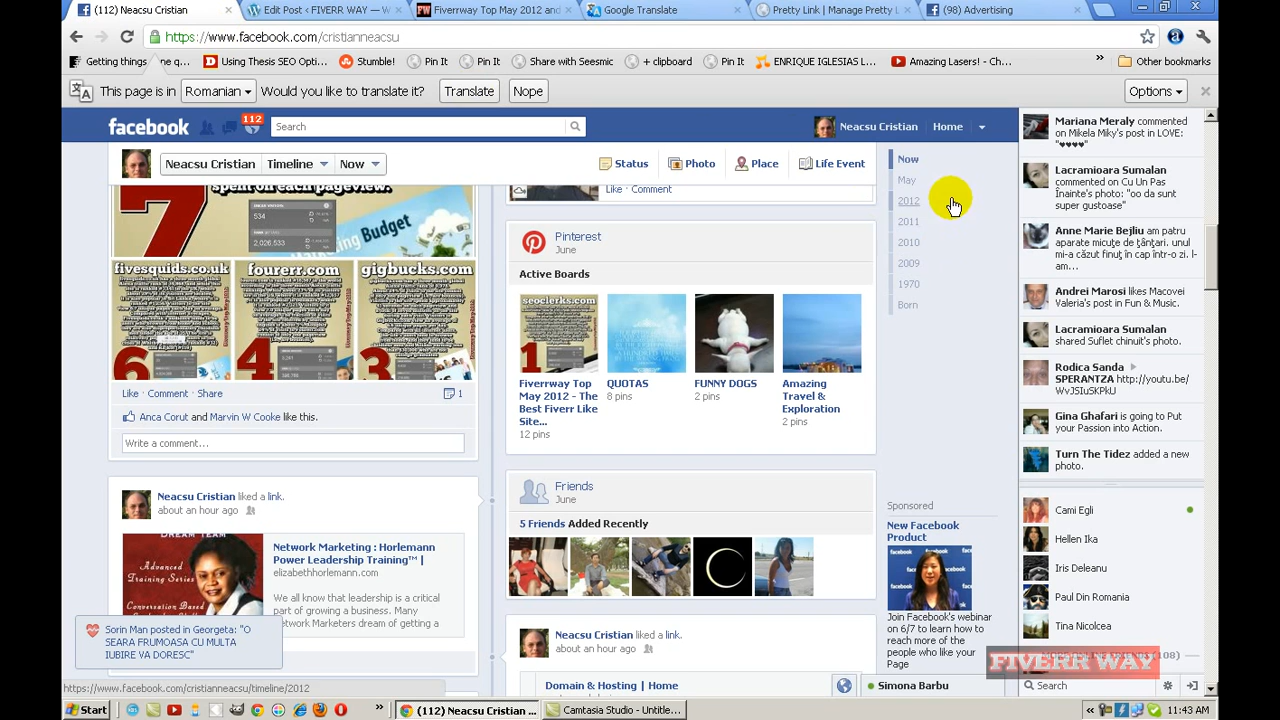 (112) Neacsu Cristian
Edit Post ‹ FIVERR WAY — W
Fiverrway Top May 2012 and
Google Translate
Pretty Link | Manage Pretty L
(98) Advertising
https://www.facebook.com/cristianneacsu
Getting things
ne q...
Using Thesis SEO Opti...
Stumble!
Pin It
Pin It
Share with Seesmic
+ clipboard
Pin It
ENRIQUE IGLESIAS L...
Amazing Lasers! - Ch...
»
Other bookmarks
This page is in
Romanian
Would you like to translate it?
Translate
Nope
Options
facebook
112
Search
Neacsu Cristian
Home
Neacsu Cristian
Timeline
Now
Status
Photo
Place
Life Event
Now
May
2012
2011
2010
2009
1970
Born
spent on each pageview.
7
534
2,026,533
Marketing Budget
fivesquids.co.uk
fourerr.com
gigbucks.com
6
4
3
Like · Comment · Share
1
Anca Corut and Marvin W Cooke like this.
Write a comment...
Neacsu Cristian liked a link.
about an hour ago
DREAM TEAM
Advanced
Training Series
Conversation Based
Network Marketing : Horlemann
Power Leadership Training™ |
elizabethhorlemann.com
We all know that leadership is a critical
part of growing a business. Many
Network Marketers dream of getting a
Sorin Man posted in Georgeta: "O
SEARA FRUMOASA CU MULTA
IUBIRE VA DORESC"
https://www.facebook.com/cristianneacsu/timeline/2012
Like · Comment
Pinterest
June
Active Boards
seoclerks.com
1
Fiverrway Top
May 2012 - The
Best Fiverr Like
Site...
12 pins
QUOTAS
8 pins
FUNNY DOGS
2 pins
Amazing
Travel &
Exploration
2 pins
Friends
June
5 Friends Added Recently
Neacsu Cristian liked a link.
about an hour ago
Domain & Hosting | Home
Sponsored
New Facebook
Product
facebook
Join Facebook's webinar
on 6/7 to learn how to
reach more of the
people who like your
Page
Simona Barbu
Mariana Meraly commented
on Mikela Miky's post in LOVE:
"♥♥♥♥"
Lacramioara Sumalan
commented on Cu Un Pas
Înainte's photo: "oo da sunt
super gustoase"
Anne Marie Bejliu am patru
aparate micuțe de țânțari. unul
mi-a căzut finuț în cap într-o zi. l-
am...
Andrei Marosi likes Macovei
Valeria's post in Fun & Music.
Lacramioara Sumalan
shared Suflet chinuit's photo.
Rodica Sanda ▸
SPERANTZA http://youtu.be/
WvJSIuSKPkU
Gina Ghafari is going to Put
your Passion into Action.
Turn The Tidez added a new
photo.
Cami Egli
Hellen Ika
Iris Deleanu
Paul Din Romania
Tina Nicolcea
FIVERR WAY
Search
Start
»
(112) Neacsu Cristian ...
Camtasia Studio - Untitle...
«
11:43 AM